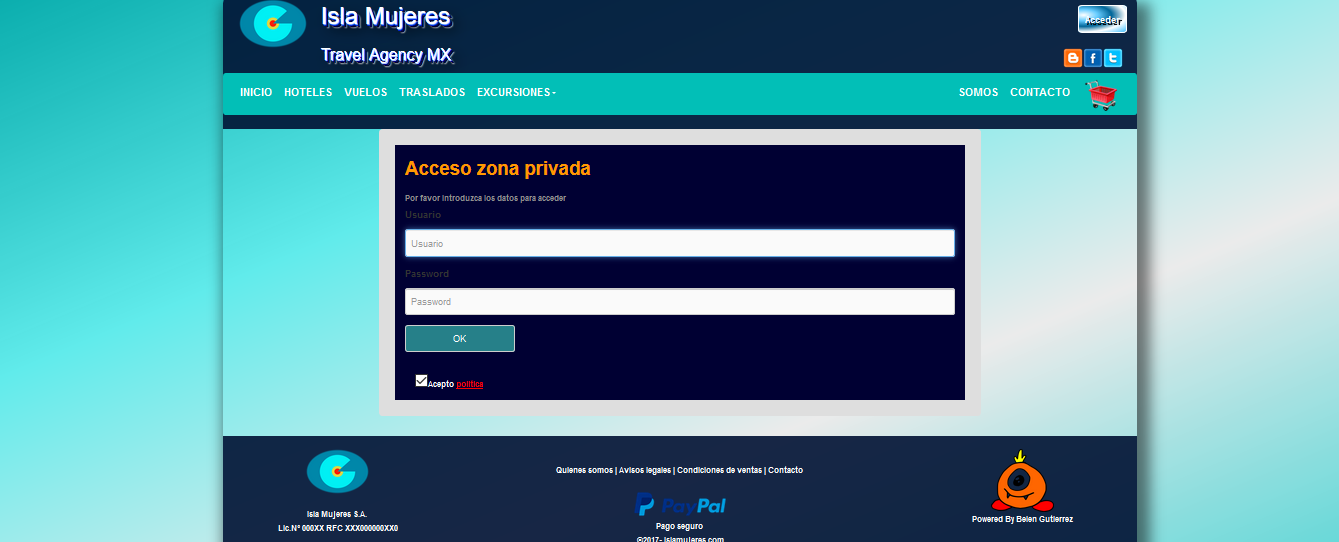 Isla Mujeres
Acceder
Travel Agency MX
INICIO HOTELES VUELOS TRASLADOS EXCURSIONES SOMOS CONTACTO
Acceso zona privada
Por favor introduzca los datos para acceder
Usuario
Usuario
Password
Password
OK
Acepto politica
Quienes somos | Avisos legales | Condiciones de ventas | Contacto
PayPal
Isla Mujeres S.A.
Lic.Nº 000XX RFC XXX000000XX0
Pago seguro
©2017- islamujeres.com
Powered By Belen Gutierrez